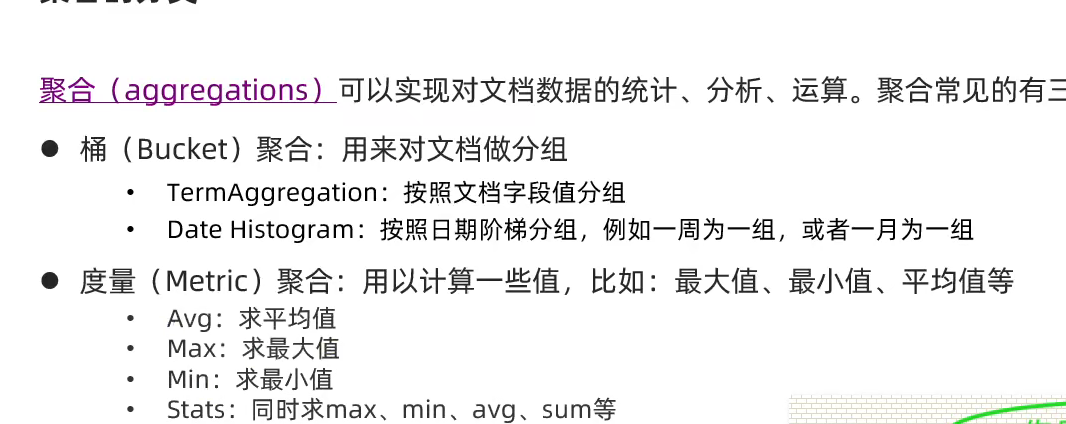 聚合（aggregations）可以实现对文档数据的统计、分析、运算。聚合常见的有三
● 桶（Bucket）聚合：用来对文档做分组
• TermAggregation：按照文档字段值分组
• Date Histogram：按照日期阶梯分组，例如一周为一组，或者一月为一组
● 度量（Metric）聚合：用以计算一些值，比如：最大值、最小值、平均值等
• Avg：求平均值
• Max：求最大值
• Min：求最小值
• Stats：同时求max、min、avg、sum等